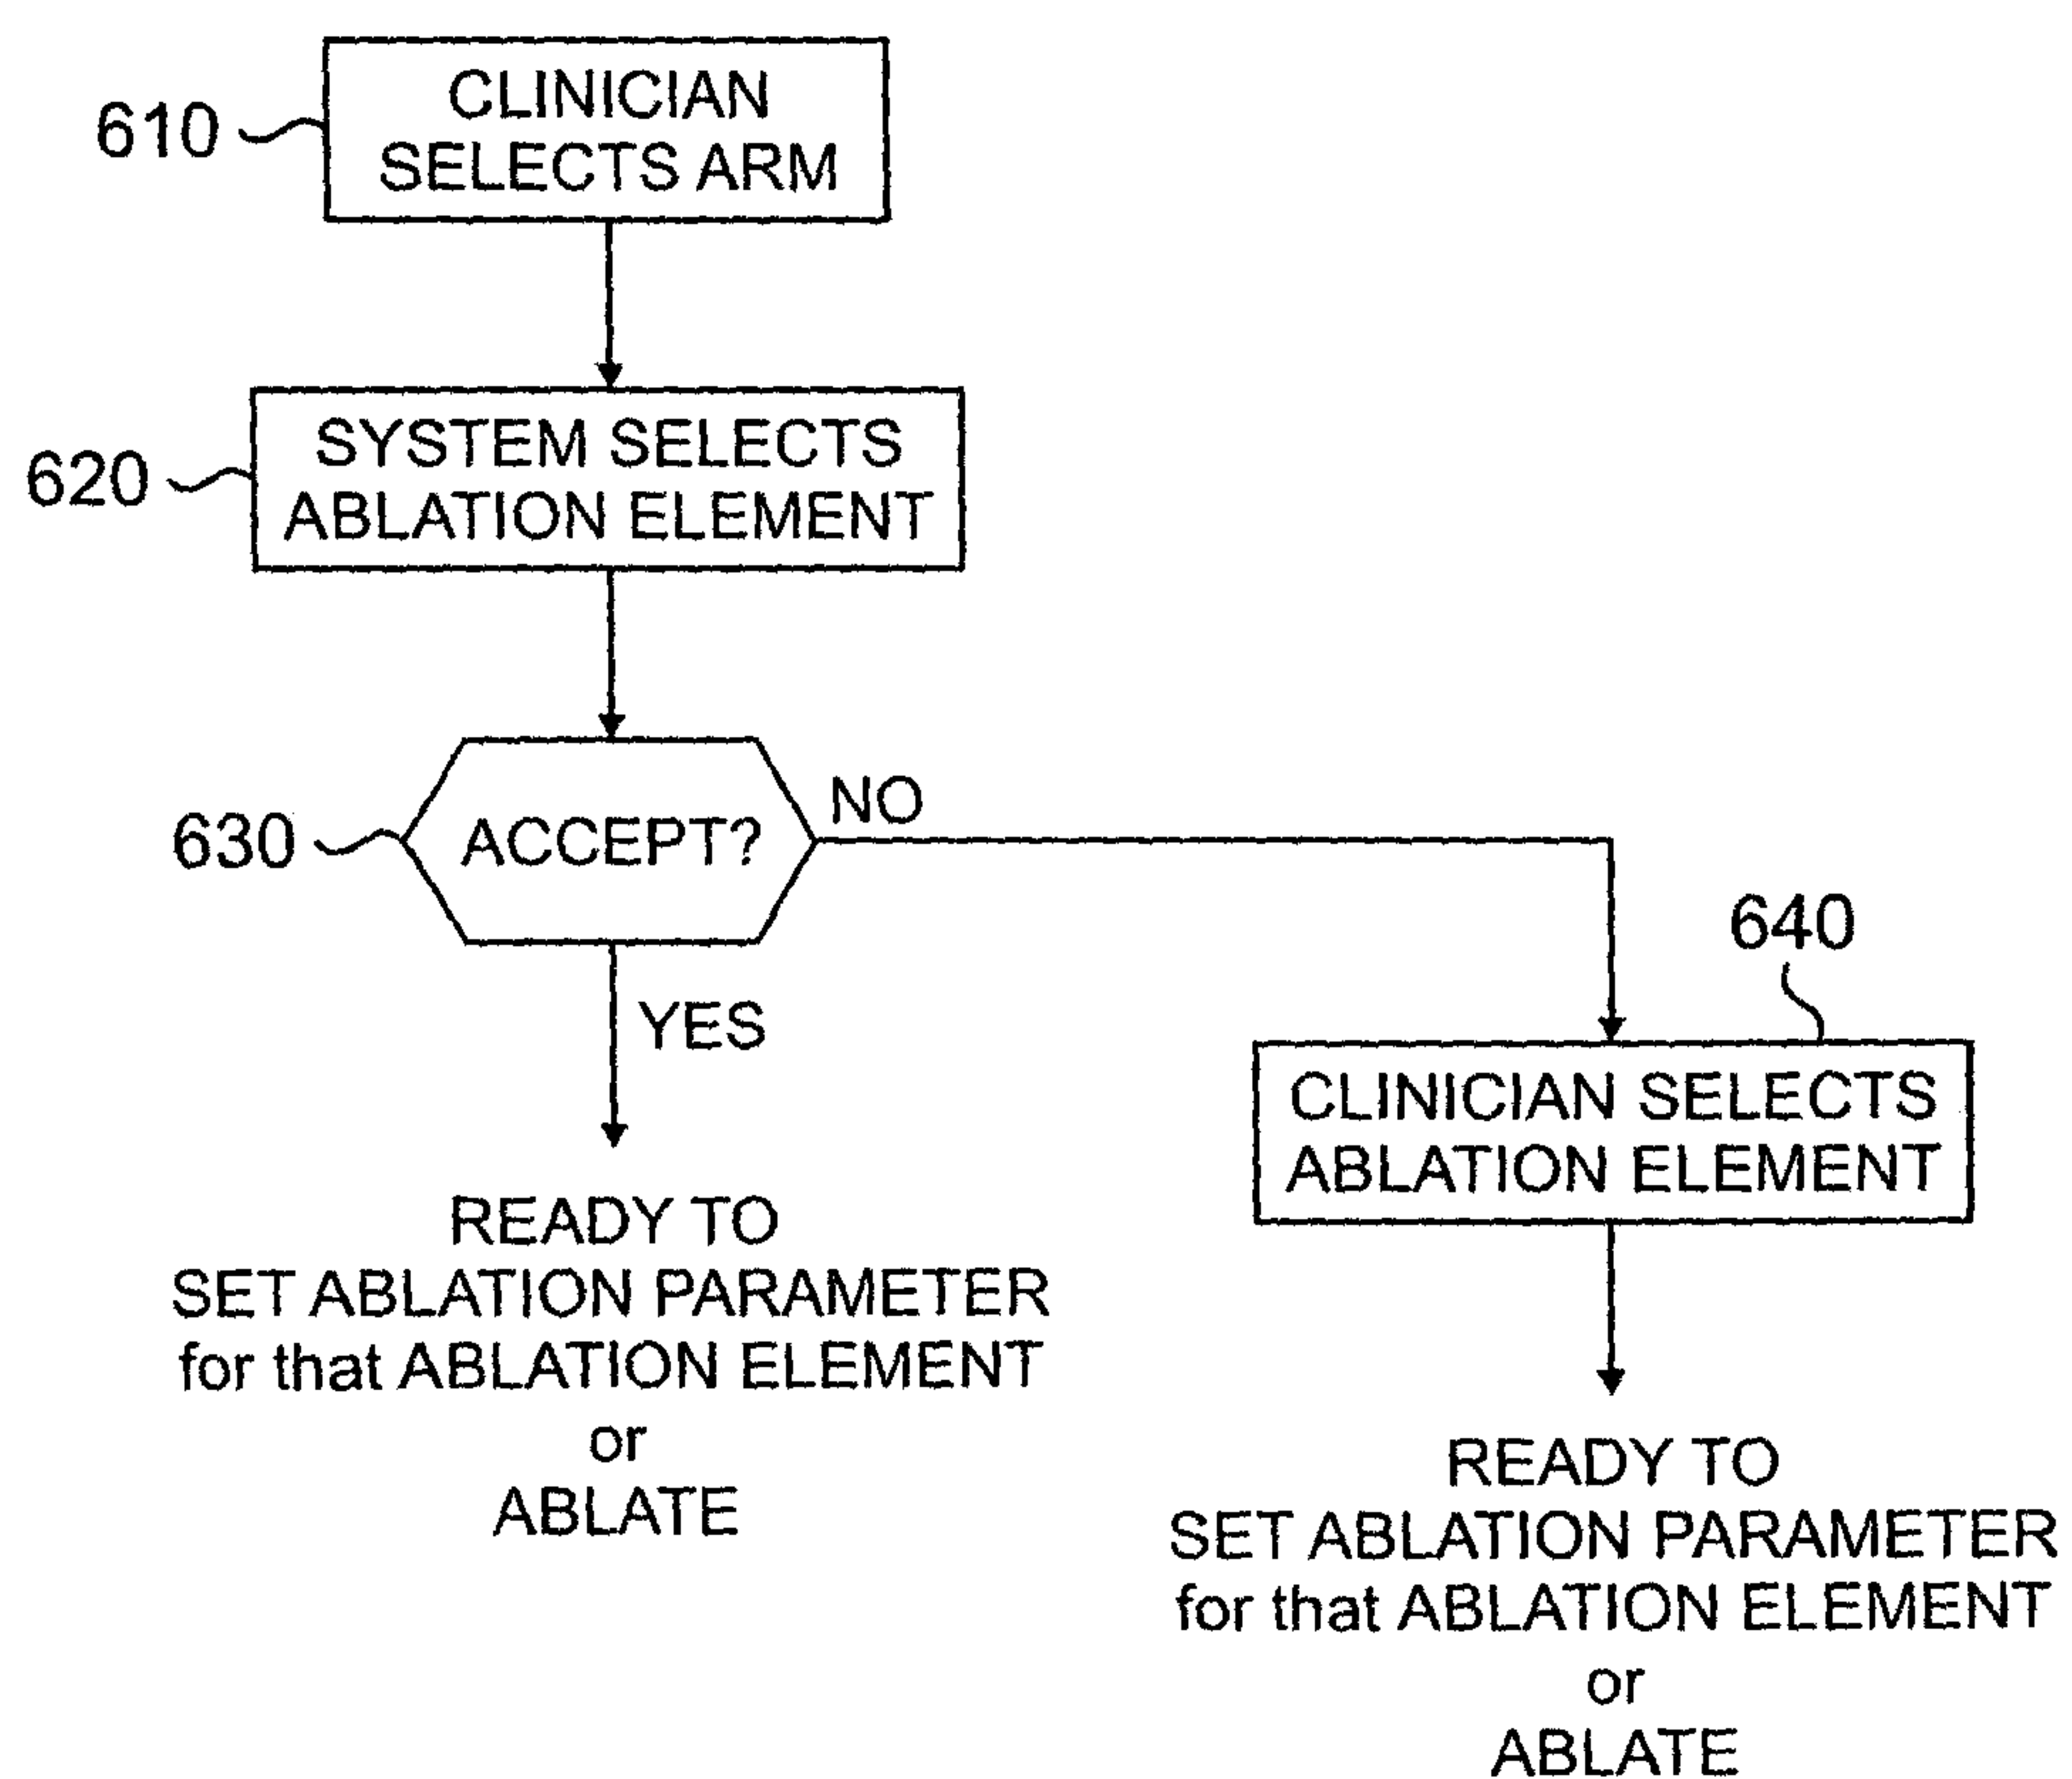 610
CLINICIAN
SELECTS ARM
620
SYSTEM SELECTS
ABLATION ELEMENT
630
ACCEPT?
NO
YES
640
CLINICIAN SELECTS
ABLATION ELEMENT
READY TO
SET ABLATION PARAMETER
for that ABLATION ELEMENT
or
ABLATE
READY TO
SET ABLATION PARAMETER
for that ABLATION ELEMENT
or
ABLATE